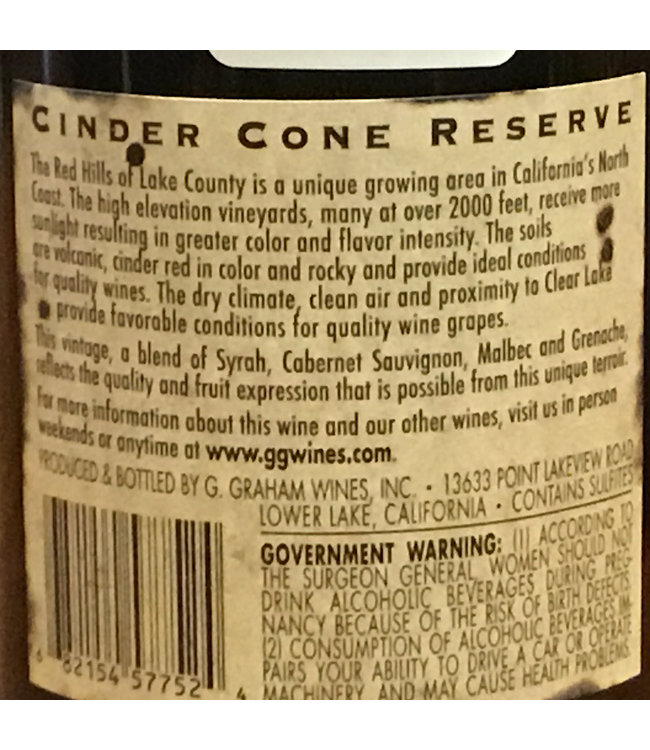 CINDER CONE RESERVE
The Red Hills of Lake County is a unique growing area in California's North
Coast. The high elevation vineyards, many at over 2000 feet, receive more
sunlight resulting in greater color and flavor intensity. The soils
are volcanic, cinder red in color and rocky and provide ideal conditions
for quality wines. The dry climate, clean air and proximity to Clear Lake
provide favorable conditions for quality wine grapes.
This vintage, a blend of Syrah, Cabernet Sauvignon, Malbec and Grenache,
reflects the quality and fruit expression that is possible from this unique terroir.
For more information about this wine and our other wines, visit us in person
weekends or anytime at www.ggwines.com.
PRODUCED & BOTTLED BY G. GRAHAM WINES, INC. • 13633 POINT LAKEVIEW ROAD
LOWER LAKE, CALIFORNIA • CONTAINS SULFITES
GOVERNMENT WARNING: (1) ACCORDING TO
THE SURGEON GENERAL, WOMEN SHOULD NOT
DRINK ALCOHOLIC BEVERAGES DURING PREG-
NANCY BECAUSE OF THE RISK OF BIRTH DEFECTS.
(2) CONSUMPTION OF ALCOHOLIC BEVERAGES IM-
PAIRS YOUR ABILITY TO DRIVE A CAR OR OPERATE
MACHINERY, AND MAY CAUSE HEALTH PROBLEMS.
6 82154 57752 4